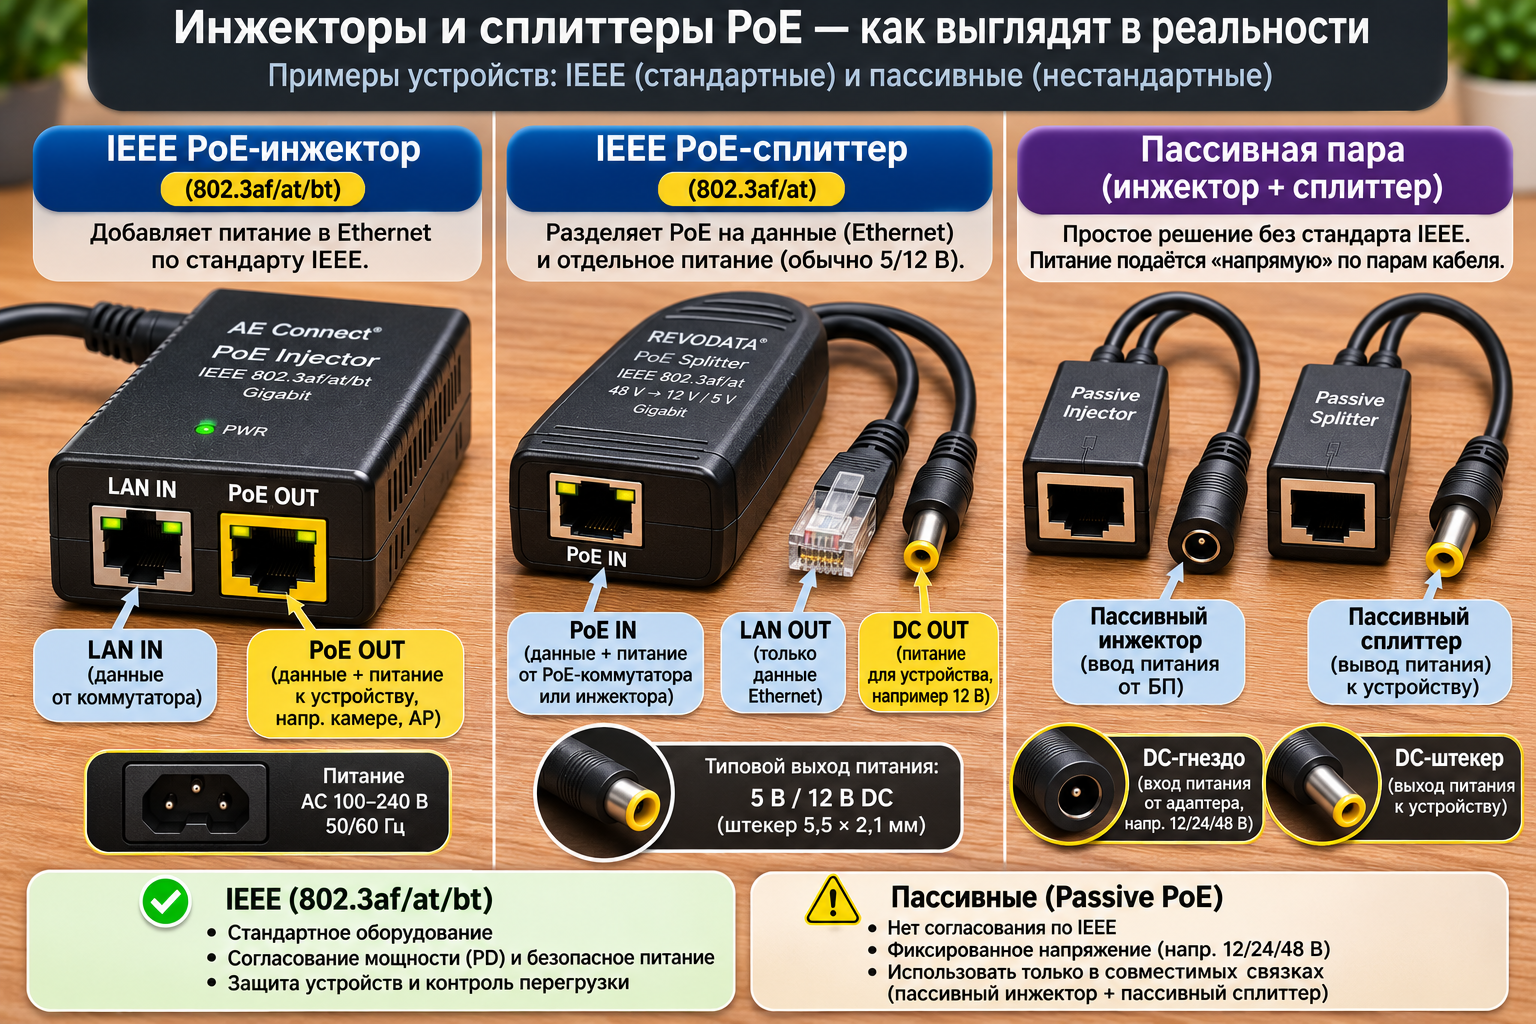 Инжекторы и сплиттеры PoE — как выглядят в реальности
Примеры устройств: IEEE (стандартные) и пассивные (нестандартные)
IEEE PoE-инжектор
(802.3af/at/bt)
Добавляет питание в Ethernet
по стандарту IEEE.
AE Connect®
PoE Injector
IEEE 802.3af/at/bt
Gigabit
PWR
LAN IN
PoE OUT
LAN IN
(данные
от коммутатора)
PoE OUT
(данные + питание
к устройству,
напр. камере, AP)
Питание
AC 100–240 В
50/60 Гц
IEEE PoE-сплиттер
(802.3af/at)
Разделяет PoE на данные (Ethernet)
и отдельное питание (обычно 5/12 В).
REVODATA®
PoE Splitter
IEEE 802.3af/at
48 V → 12 V / 5 V
Gigabit
PoE IN
PoE IN
(данные + питание
от PoE-коммутатора
или инжектора)
LAN OUT
(только
данные
Ethernet)
DC OUT
(питание
для устройства,
например 12 В)
Типовой выход питания:
5 В / 12 В DC
(штекер 5,5 × 2,1 мм)
Пассивная пара
(инжектор + сплиттер)
Простое решение без стандарта IEEE.
Питание подаётся «напрямую» по парам кабеля.
Passive
Injector
Passive
Splitter
Пассивный
инжектор
(ввод питания
от БП)
Пассивный
сплиттер
(вывод питания)
к устройству)
DC-гнездо
(вход питания
от адаптера,
напр. 12/24/48 В)
DC-штекер
(выход питания
к устройству)
IEEE (802.3af/at/bt)
• Стандартное оборудование
• Согласование мощности (PD) и безопасное питание
• Защита устройств и контроль перегрузки
Пассивные (Passive PoE)
• Нет согласования по IEEE
• Фиксированное напряжение (напр. 12/24/48 В)
• Использовать только в совместимых связках
(пассивный инжектор + пассивный сплиттер)